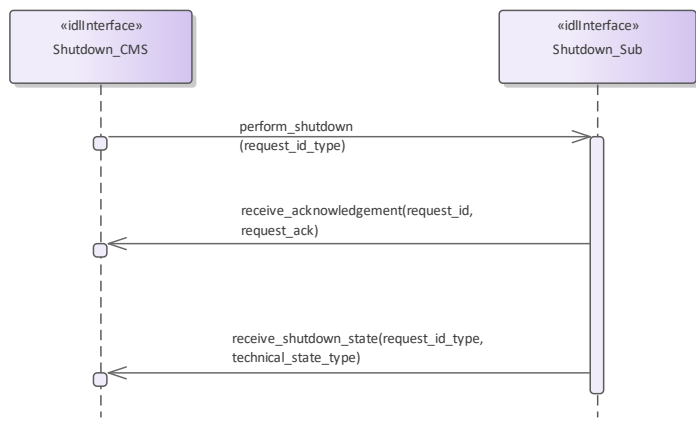 «idlInterface»
Shutdown_CMS
«idlInterface»
Shutdown_Sub
perform_shutdown
(request_id_type)
receive_acknowledgement(request_id,
request_ack)
receive_shutdown_state(request_id_type,
technical_state_type)